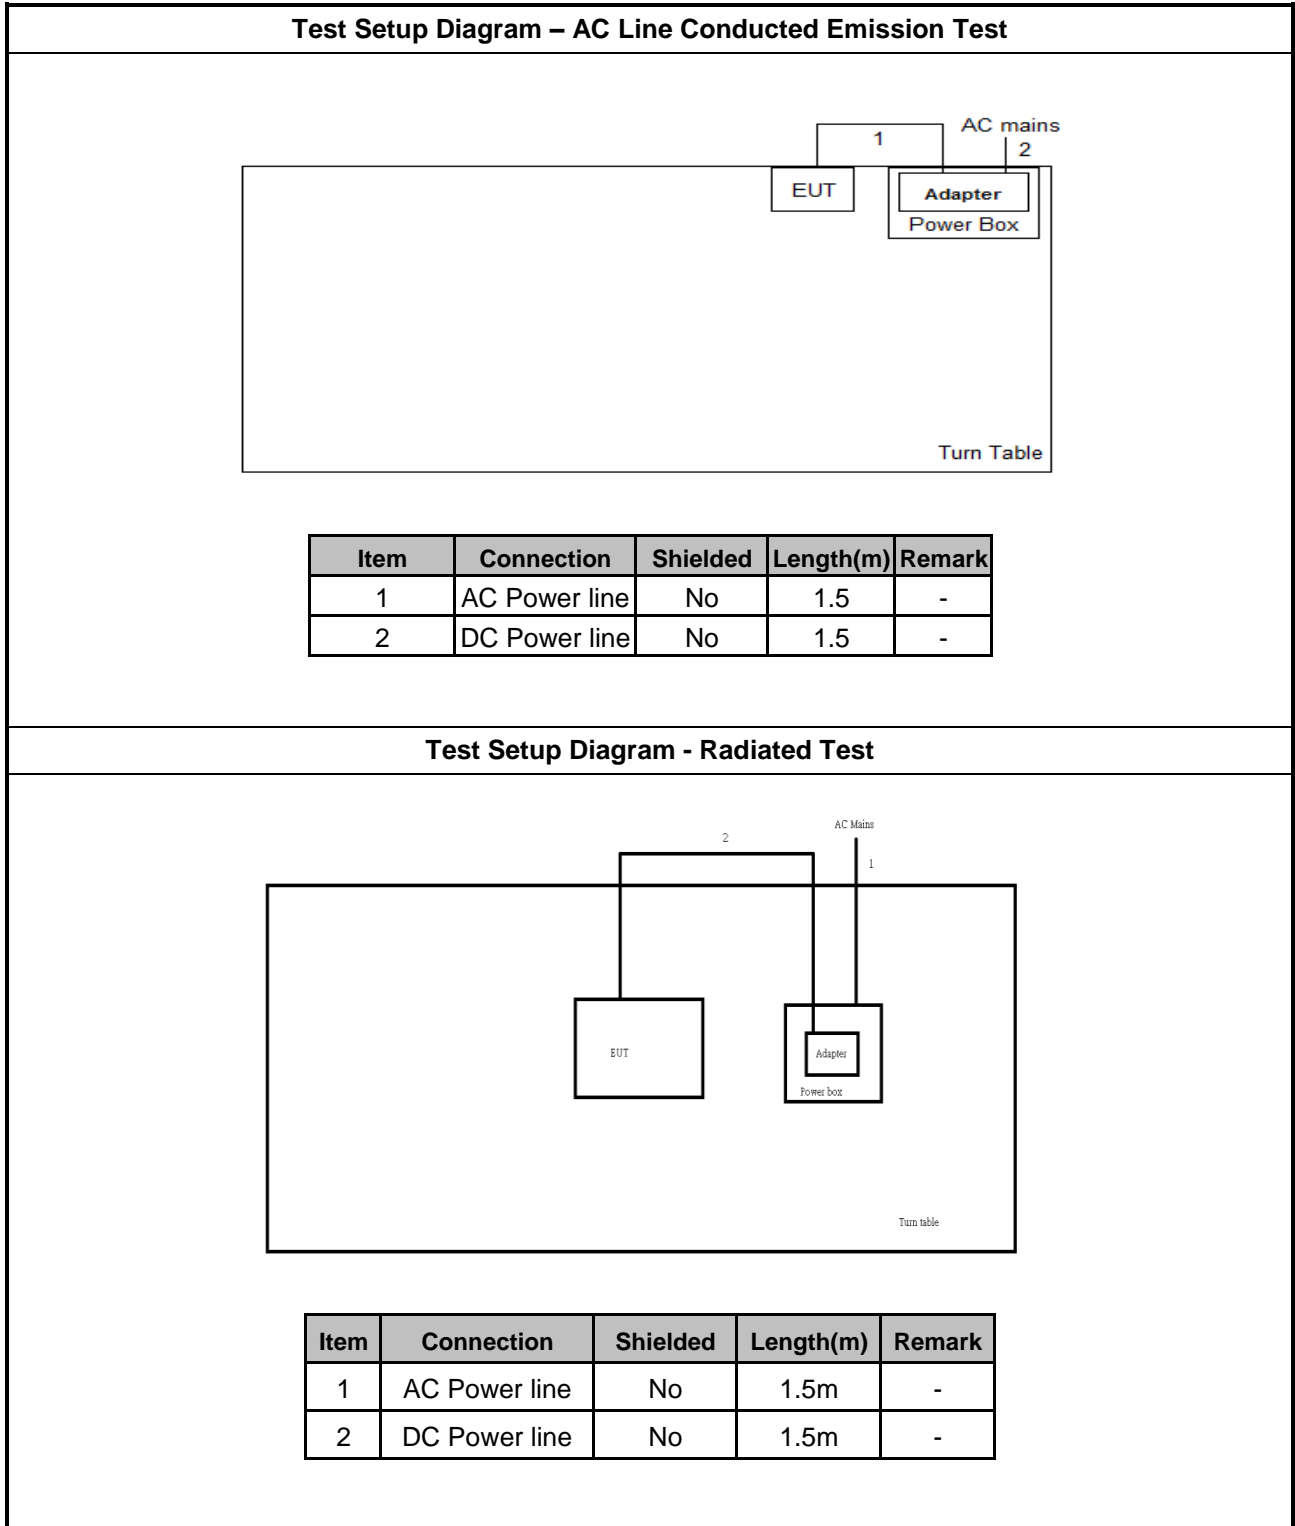 Test Setup Diagram – AC Line Conducted Emission Test
AC mains
1
2
EUT
Adapter
Power Box
Turn Table
Item Connection Shielded Length(m) Remark
1 AC Power line No 1.5 -
2 DC Power line No 1.5 -
Test Setup Diagram - Radiated Test
AC Mains
2
1
EUT
Adapter
Power box
Turn table
Item Connection Shielded Length(m) Remark
1 AC Power line No 1.5m -
2 DC Power line No 1.5m -